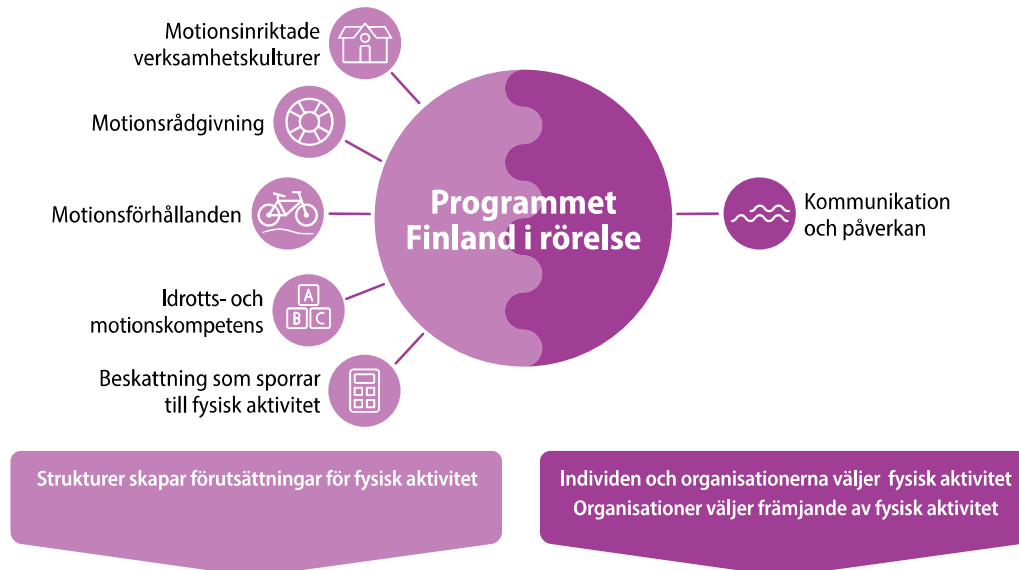 Motionsinriktade
verksamhetskulturer
Motionsrådgivning
Motionsförhållanden
Idrotts- och
motionskompetens
A
B C
Beskattning som sporrar
till fysisk aktivitet
Programmet
Finland i rörelse
Kommunikation
och påverkan
Strukturer skapar förutsättningar för fysisk aktivitet
Individen och organisationerna väljer fysisk aktivitet
Organisationer väljer främjande av fysisk aktivitet